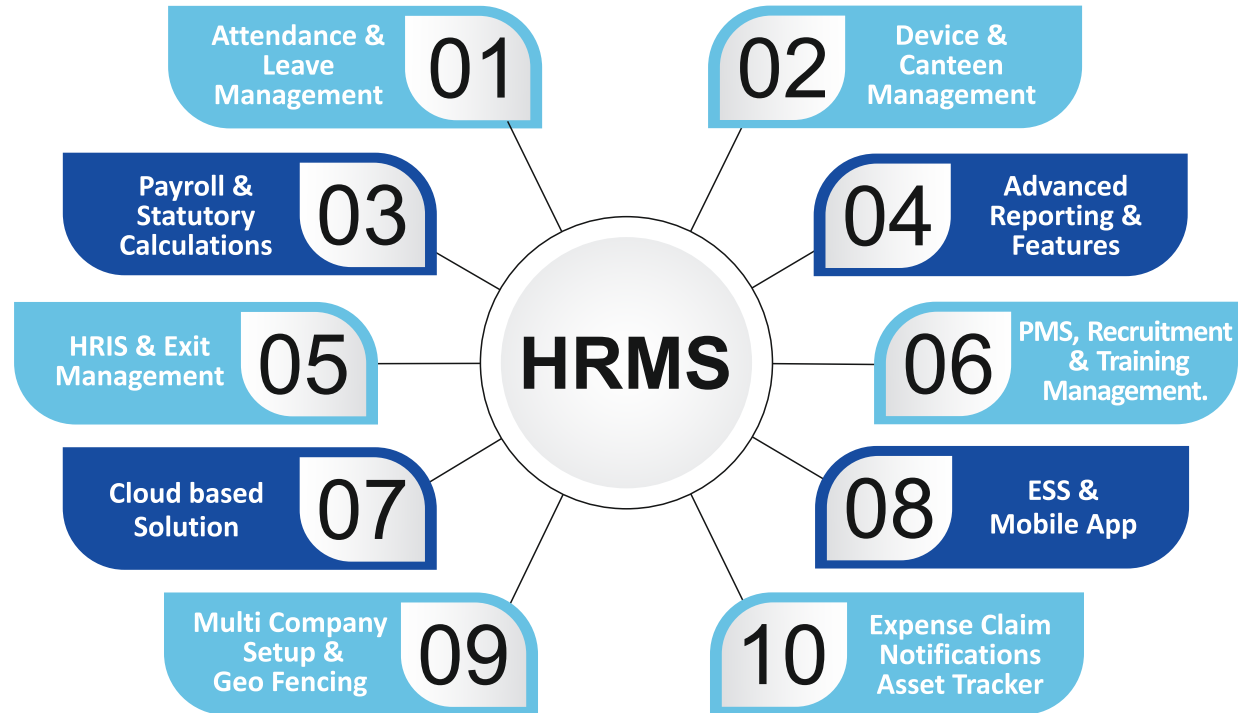 Attendance &
Leave
Management
01
02
Device &
Canteen
Management
Payroll &
Statutory
Calculations
03
04
Advanced
Reporting &
Features
HRIS & Exit
Management
05
HRMS
06
PMS, Recruitment
& Training
Management.
Cloud based
Solution
07
08
ESS &
Mobile App
Multi Company
Setup &
Geo Fencing
09
10
Expense Claim
Notifications
Asset Tracker